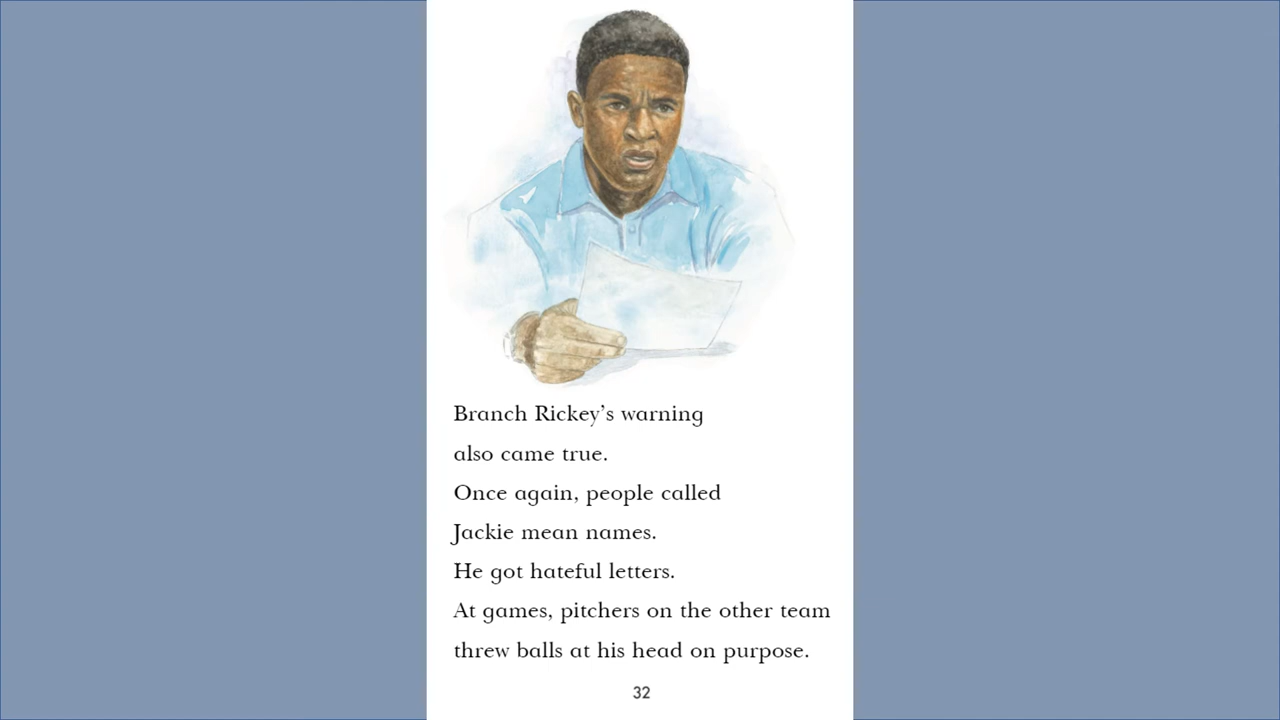 Branch Rickey’s warning
also came true.
Once again, people called
Jackie mean names.
He got hateful letters.
At games, pitchers on the other team
threw balls at his head on purpose.
32